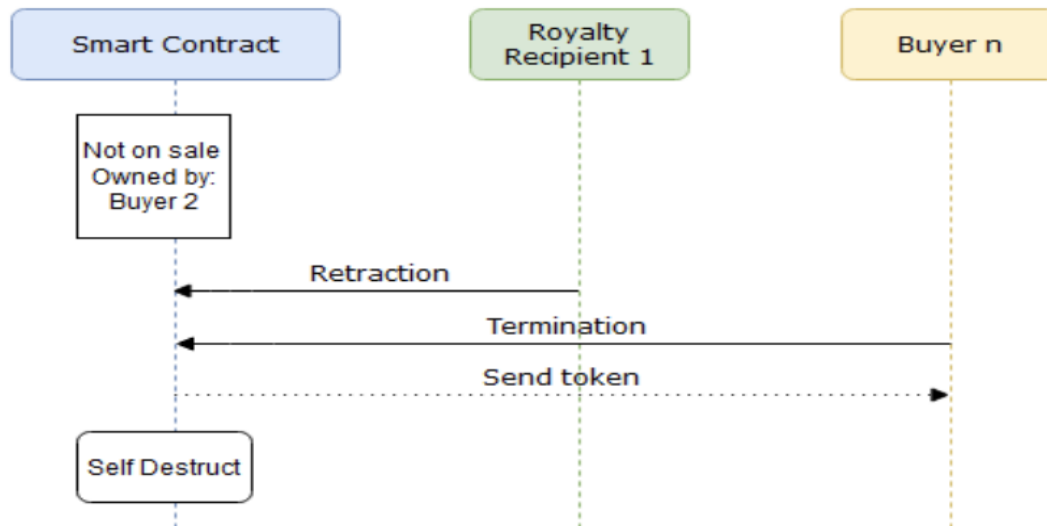 Smart Contract
Royalty
Recipient 1
Buyer n
Not on sale
Owned by:
Buyer 2
Retraction
Termination
Send token
Self Destruct